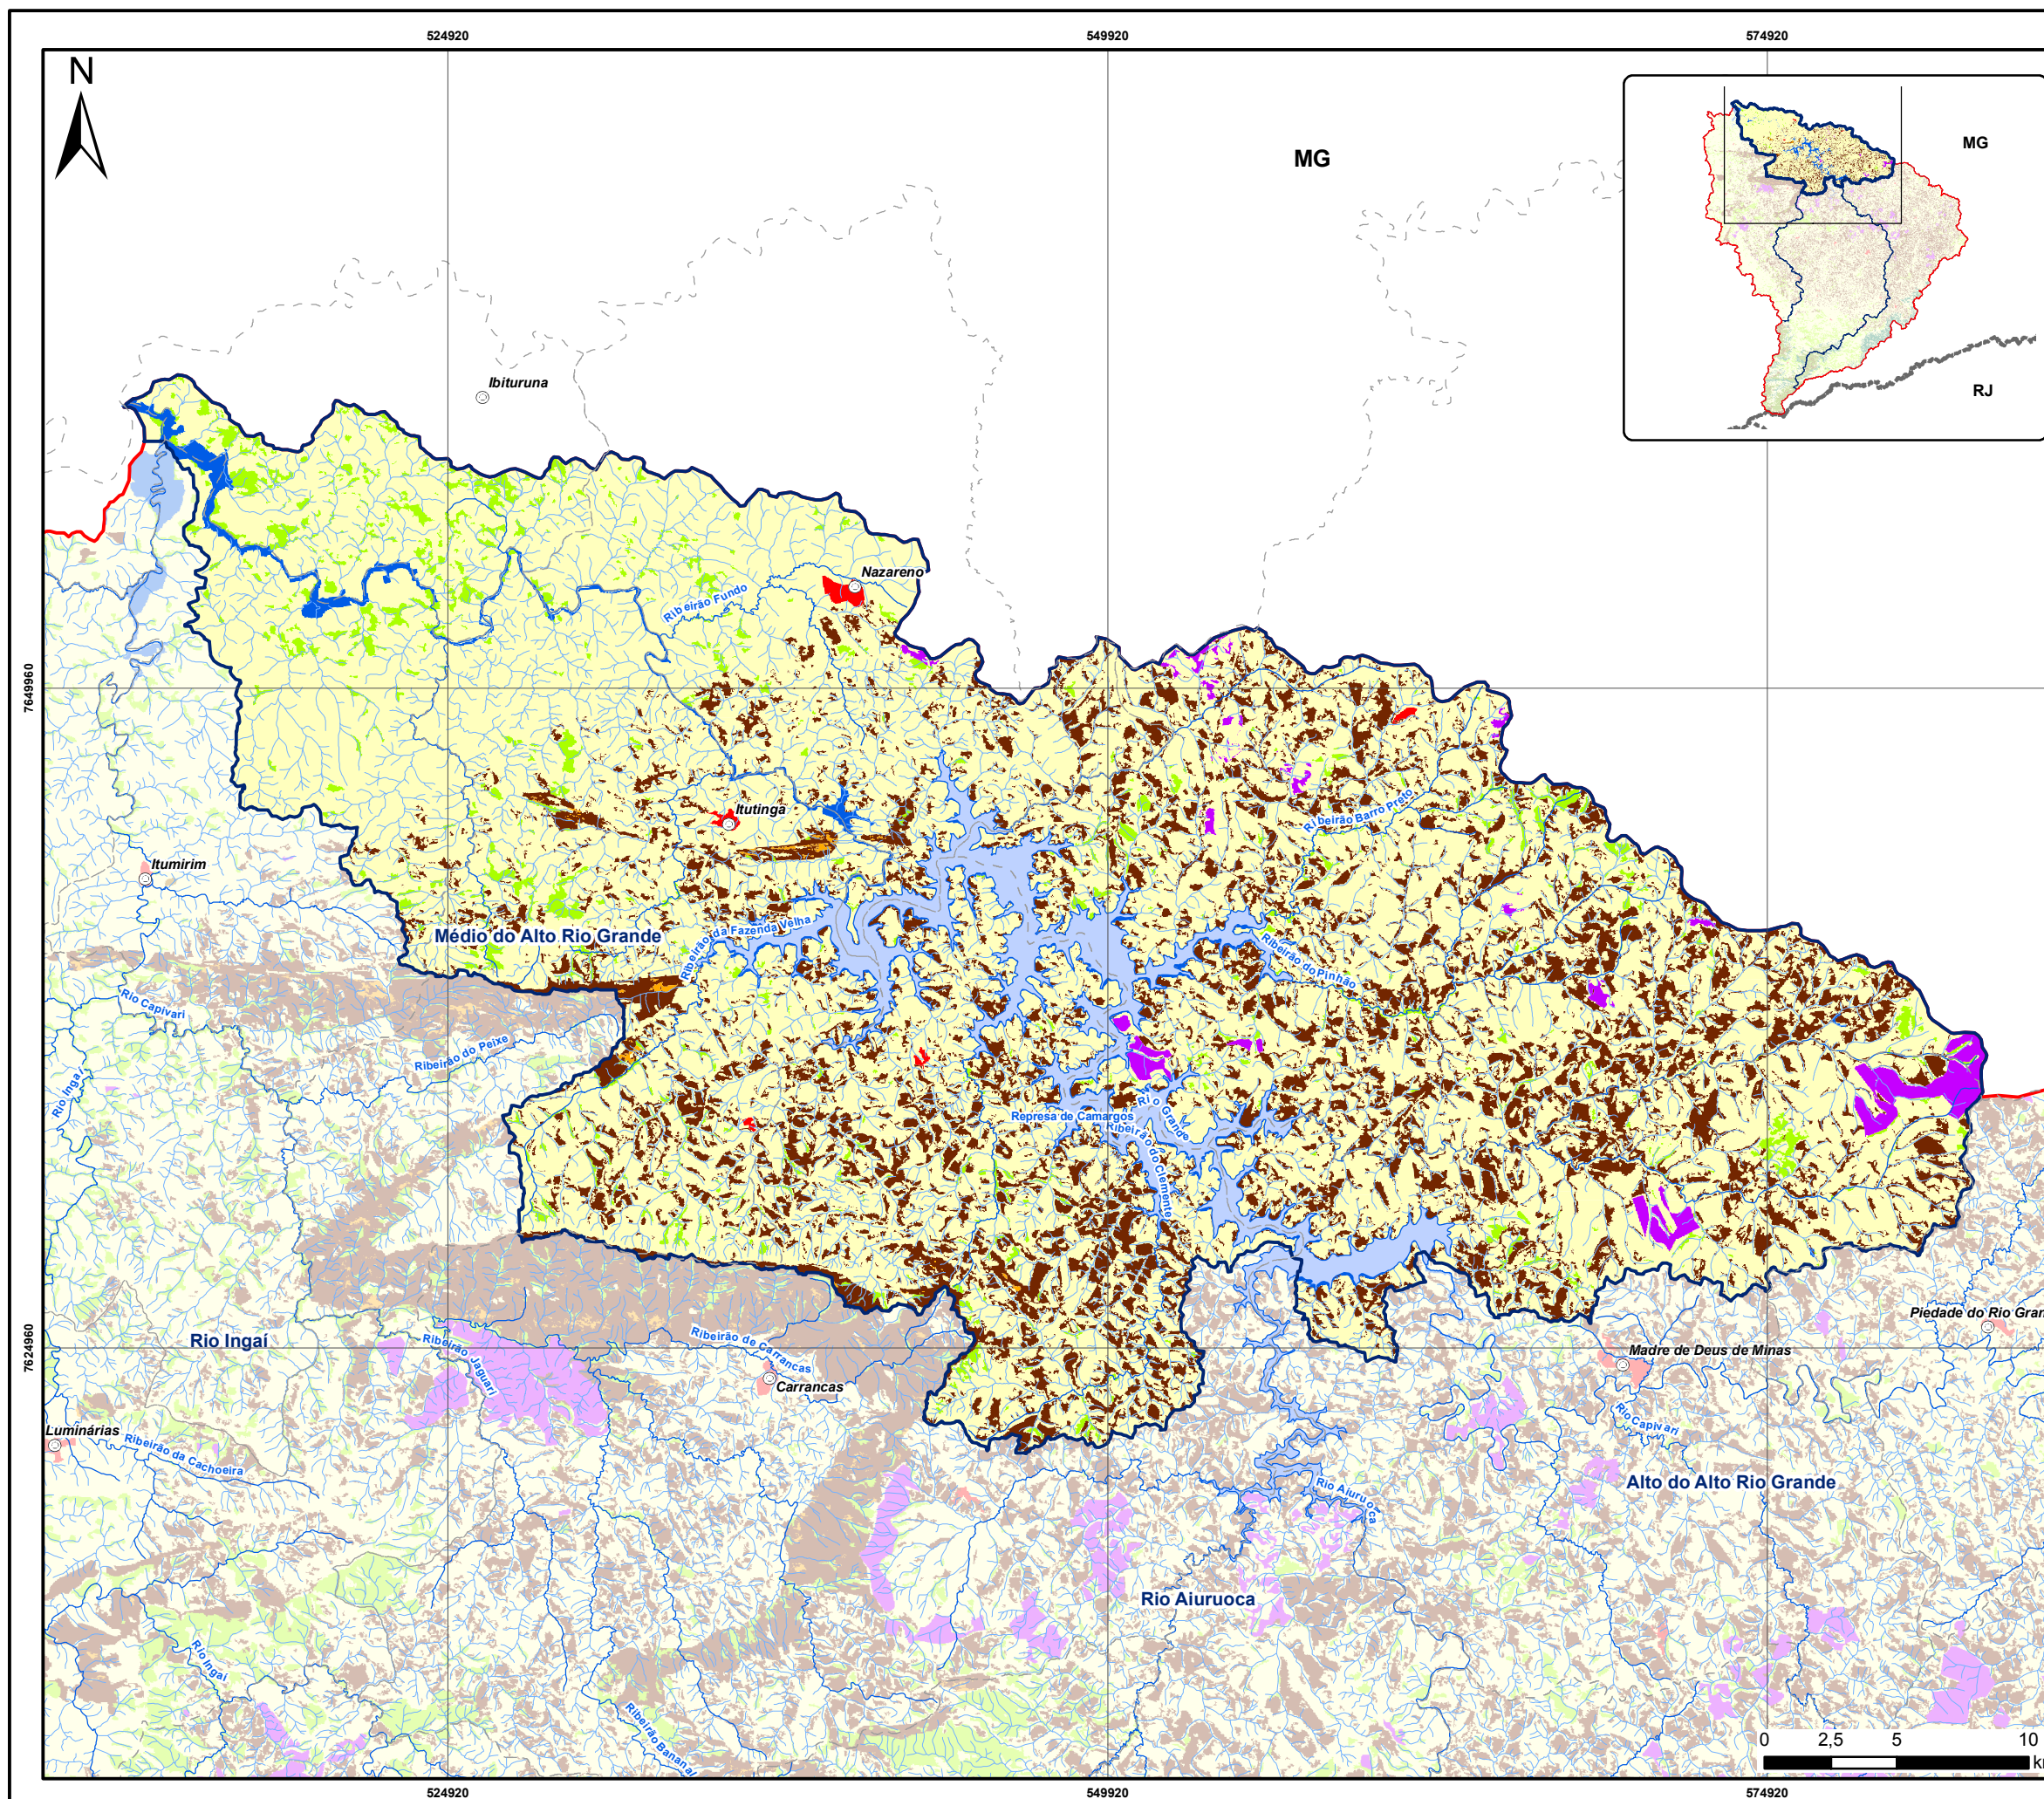 524920
549920
574920
N
MG
MG
RJ
Ibituruna
Nazareno
Ribeirão Fundo
7649960
Itutinga
Ribeirão Barro Preto
Itumirim
Ribeirão da Fazenda Velha
Médio do Alto Rio Grande
Ribeirão do Pinhão
Rio Capivari
Ribeirão do Peixe
Rio Ingaí
Represa de Camargos
Rio Grande
Ribeirão do Clemente
7624960
Rio Ingaí
Ribeirão Jaguari
Ribeirão de Carrancas
Carrancas
Piedade do Rio Gran
Madre de Deus de Minas
Rio Capivari
Luminárias
Ribeirão da Cachoeira
Alto do Alto Rio Grande
Rio Aiuruoca
Rio Aiuruoca
Rio Ingaí
Ribeirão Bananal
0 2,5 5 10
524920
549920
574920